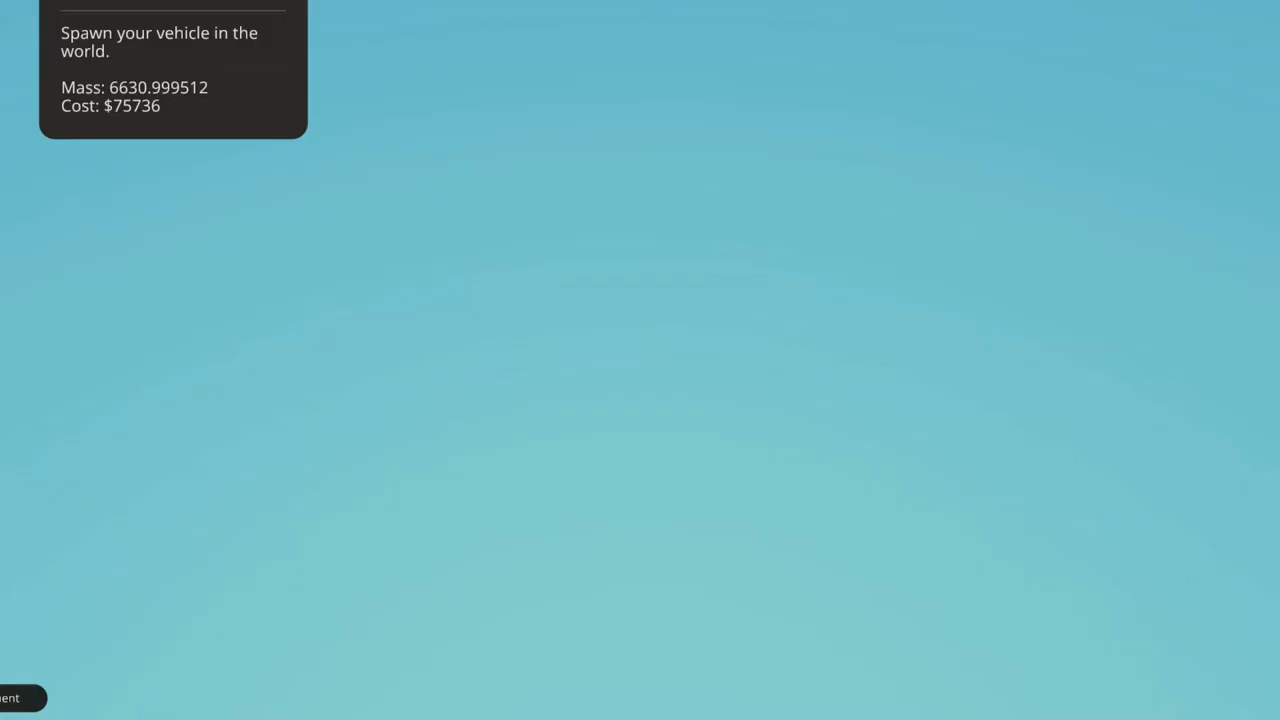 Spawn your vehicle in the
world.
Mass: 6630.999512
Cost: $75736